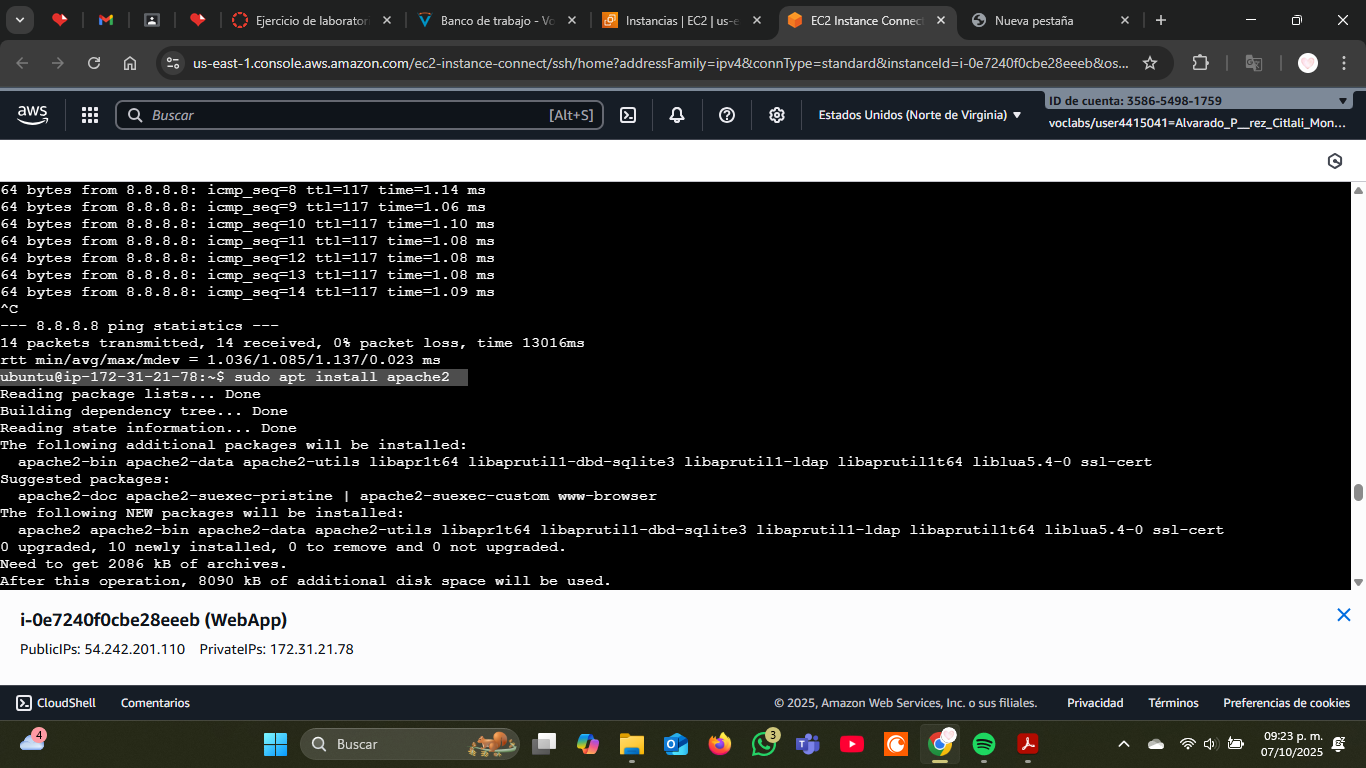 Ejercicio de laborator
Banco de trabajo - Vo
Instancias | EC2 | us-e
EC2 Instance Connect
Nueva pestaña
us-east-1.console.aws.amazon.com/ec2-instance-connect/ssh/home?addressFamily=ipv4&connType=standard&instanceId=i-0e7240f0cbe28eeeb&os...
aws
Buscar
[Alt+S]
Estados Unidos (Norte de Virginia)
ID de cuenta: 3586-5498-1759
voclabs/user4415041=Alvarado_P__rez_Citlali_Mon...
64 bytes from 8.8.8.8: icmp_seq=8 ttl=117 time=1.14 ms
64 bytes from 8.8.8.8: icmp_seq=9 ttl=117 time=1.06 ms
64 bytes from 8.8.8.8: icmp_seq=10 ttl=117 time=1.10 ms
64 bytes from 8.8.8.8: icmp_seq=11 ttl=117 time=1.08 ms
64 bytes from 8.8.8.8: icmp_seq=12 ttl=117 time=1.08 ms
64 bytes from 8.8.8.8: icmp_seq=13 ttl=117 time=1.08 ms
64 bytes from 8.8.8.8: icmp_seq=14 ttl=117 time=1.09 ms
^C
--- 8.8.8.8 ping statistics ---
14 packets transmitted, 14 received, 0% packet loss, time 13016ms
rtt min/avg/max/mdev = 1.036/1.085/1.137/0.023 ms
ubuntu@ip-172-31-21-78:~$ sudo apt install apache2
Reading package lists... Done
Building dependency tree... Done
Reading state information... Done
The following additional packages will be installed:
  apache2-bin apache2-data apache2-utils libapr1t64 libaprutil1-dbd-sqlite3 libaprutil1-ldap libaprutil1t64 liblua5.4-0 ssl-cert
Suggested packages:
  apache2-doc apache2-suexec-pristine | apache2-suexec-custom www-browser
The following NEW packages will be installed:
  apache2 apache2-bin apache2-data apache2-utils libapr1t64 libaprutil1-dbd-sqlite3 libaprutil1-ldap libaprutil1t64 liblua5.4-0 ssl-cert
0 upgraded, 10 newly installed, 0 to remove and 0 not upgraded.
Need to get 2086 kB of archives.
After this operation, 8090 kB of additional disk space will be used.
i-0e7240f0cbe28eeeb (WebApp)
PublicIPs: 54.242.201.110 PrivateIPs: 172.31.21.78
CloudShell
Comentarios
© 2025, Amazon Web Services, Inc. o sus filiales.
Privacidad
Términos
Preferencias de cookies
4
Buscar
3
09:23 p. m.
07/10/2025